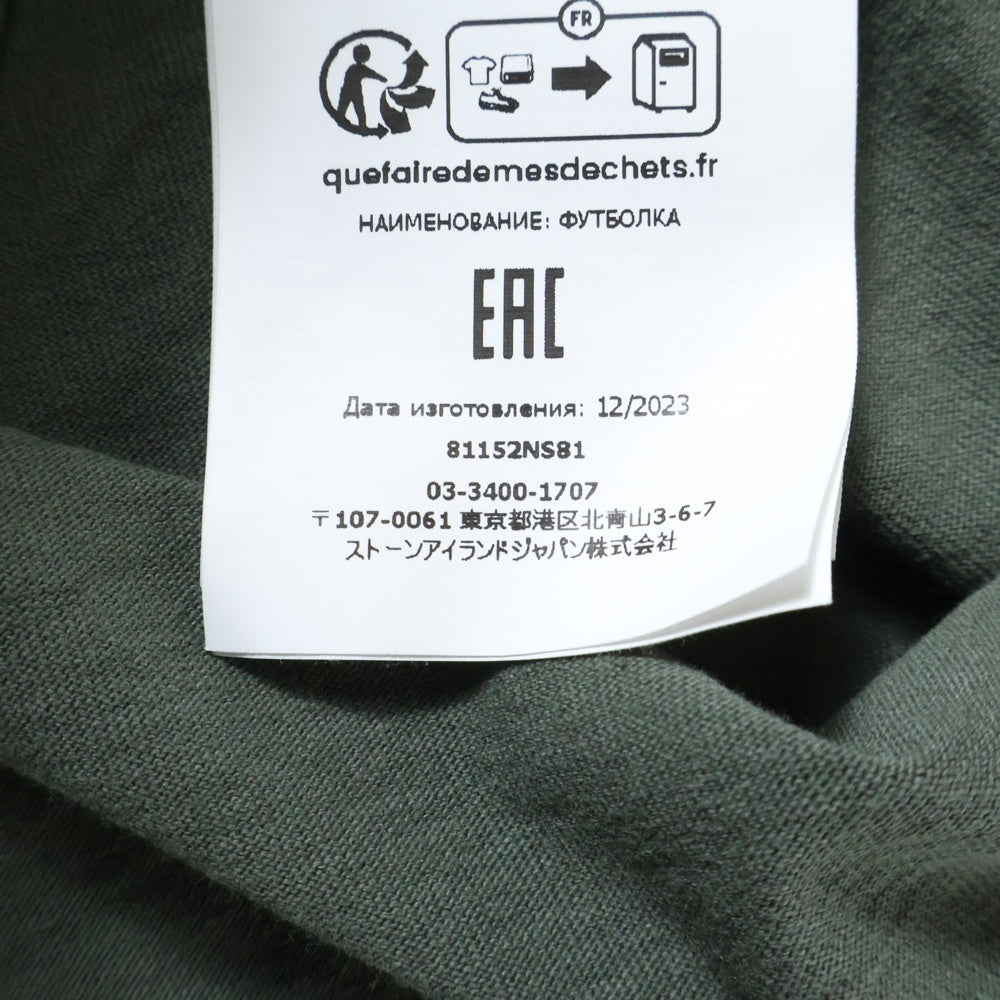 FR
quefairedemesdechets.fr
НАИМЕНОВАНИЕ: ФУТБОЛКА
EAC
Дата изготовления: 12/2023
81152NS81
03-3400-1707
〒107-0061 東京都港区北青山3-6-7
ストーンアイランドジャパン株式会社